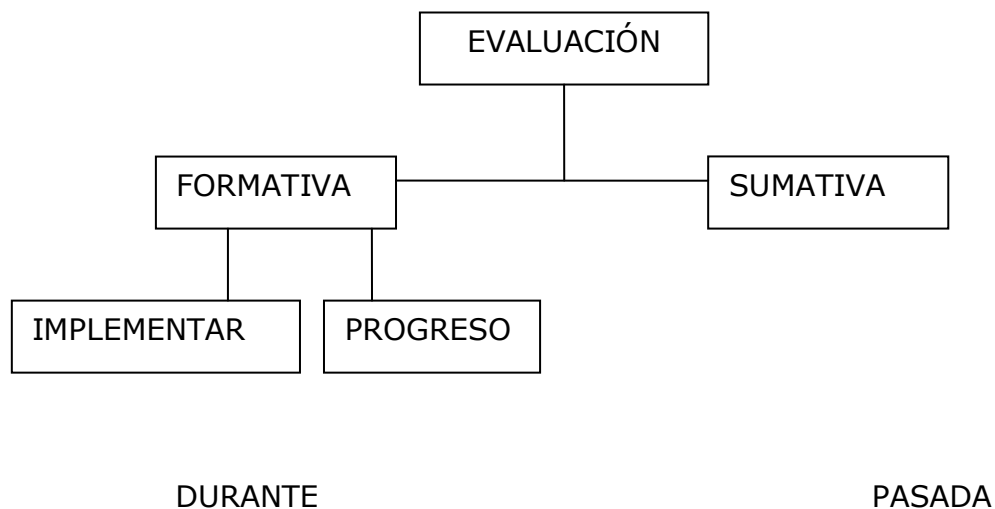 EVALUACIÓN
FORMATIVA
SUMATIVA
IMPLEMENTAR
PROGRESO
DURANTE
PASADA